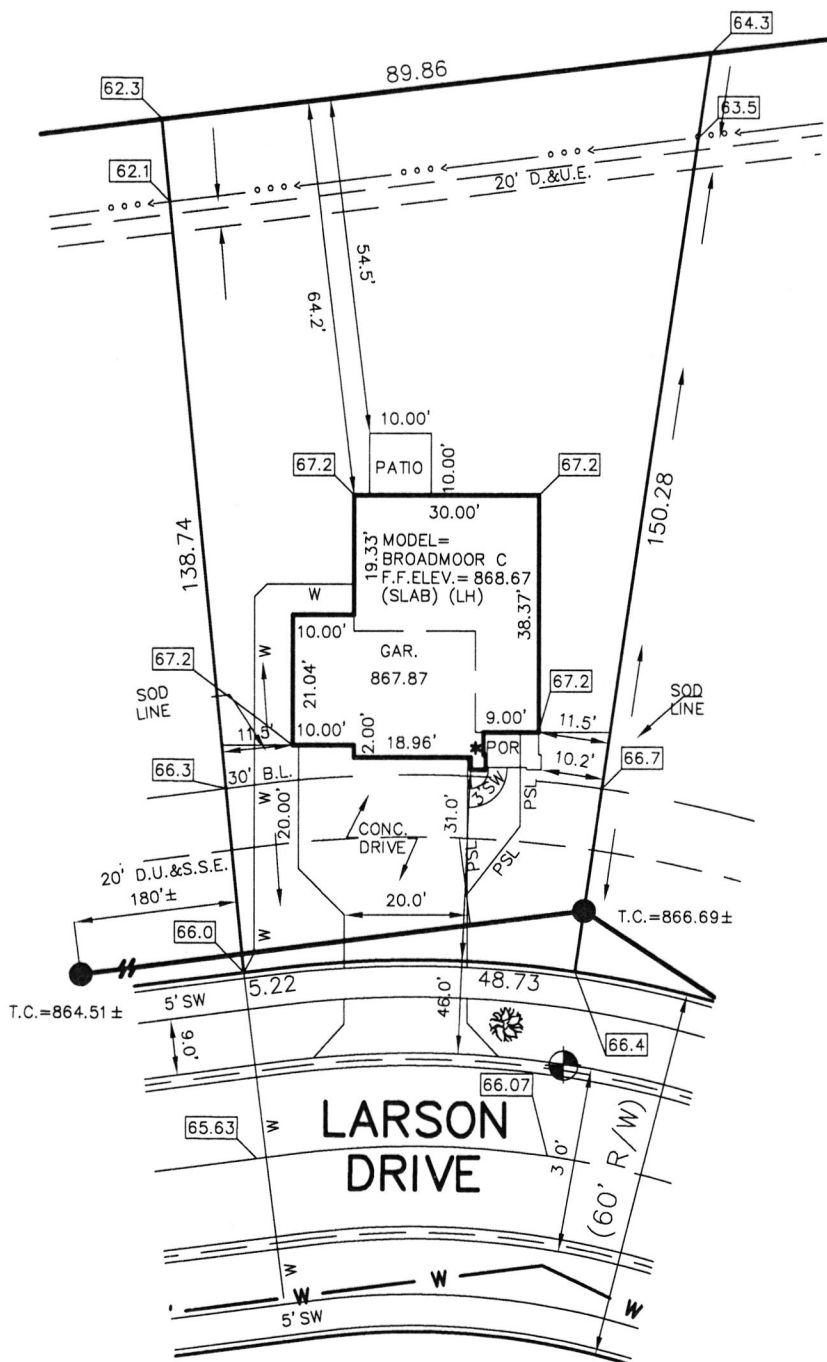 64.3
89.86
62.3
63.5
62.1
20' D.&U.E.
54.5'
64.2'
10.00'
67.2
PATIO
10.00'
67.2
30.00'
138.74
150.28
19.33'
MODEL=
BROADMOOR C
F.F.ELEV.= 868.67
(SLAB) (LH)
38.37'
W
10.00'
GAR.
867.87
67.2
W
21.04'
67.2
SOD
LINE
SOD
LINE
9.00'
11.5'
10.00'
2.00'
18.96'
*
POR
11.5'
10.2'
66.3
30' B.L.
66.7
W
20.00'
3'SW
PSL
31.0'
CONC.
DRIVE
PSL
PSL
20' D.U.&S.S.E.
180'±
20.0'
T.C.=866.69±
66.0
W
5.22
48.73
T.C.=864.51±
5' SW
46.0'
9.0'
66.4
66.07
65.63
W
LARSON
DRIVE
(60' R/W)
W
W
W
W
5' SW